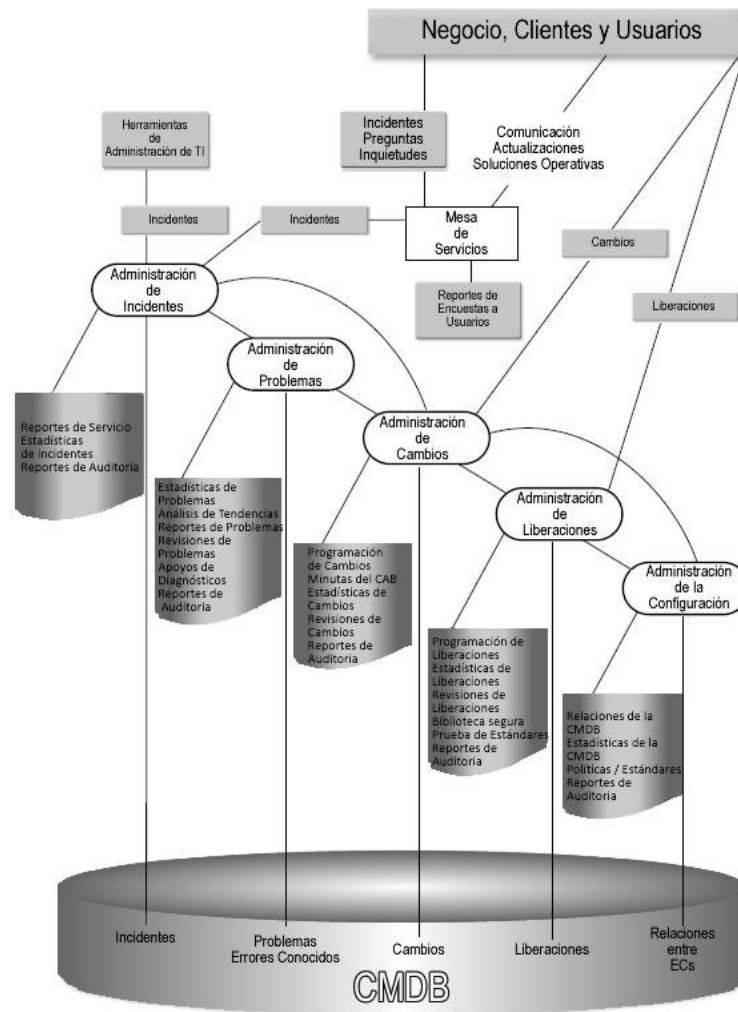 Negocio, Clientes y Usuarios
Herramientas
de
Administración de TI
Incidentes
Preguntas
Inquietudes
Comunicación
Actualizaciones
Soluciones Operativas
Incidentes
Incidentes
Mesa
de
Servicios
Cambios
Administración
de
Incidentes
Reportes de
Encuestas a
Usuarios
Liberaciones
Administración
de
Problemas
Reportes de Servicio
Estadísticas
de incidentes
Reportes de Auditoria
Administración
de
Cambios
Estadísticas de
Problemas
Análisis de Tendencias
Reportes de Problemas
Revisiones de
Problemas
Apoyos de
Diagnósticos
Reportes de
Auditoria
Administración
de
Liberaciones
Programación
de Cambios
Minutas del CAB
Estadísticas de
Cambios
Revisiones de
Cambios
Reportes de
Auditoria
Administración
de la
Configuración
Programación de
Liberaciones
Estadísticas de
Liberaciones
Revisiones de
Liberaciones
Biblioteca segura
Prueba de Estándares
Reportes de
Auditoria
Relaciones de la
CMDB
Estadísticas de la
CMDB
Políticas / Estándares
Reportes de
Auditoria
Incidentes
Problemas
Errores Conocidos
Cambios
Liberaciones
Relaciones
entre
ECs
CMDB